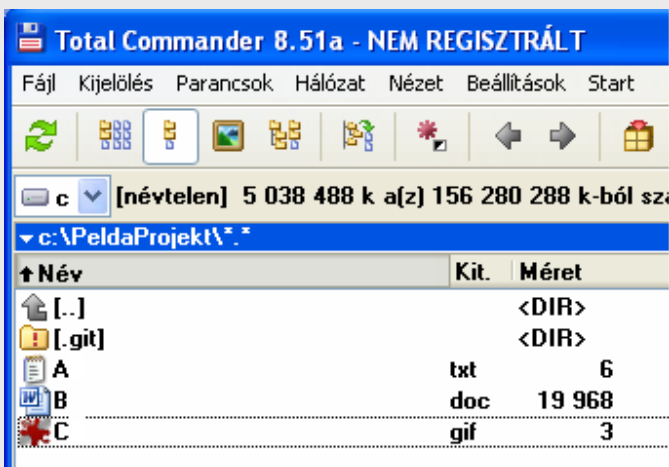 Total Commander 8.51a - NEM REGISZTRÁLT
Fájl Kijelölés Parancsok Hálózat Nézet Beállítások Start
c [névtelen] 5 038 488 k a(z) 156 280 288 k-ból
c:\PeldaProjekt\*.*
Név Kit. Méret
[..] <DIR>
[.git] <DIR>
A txt 6
B doc 19 968
C gif 3